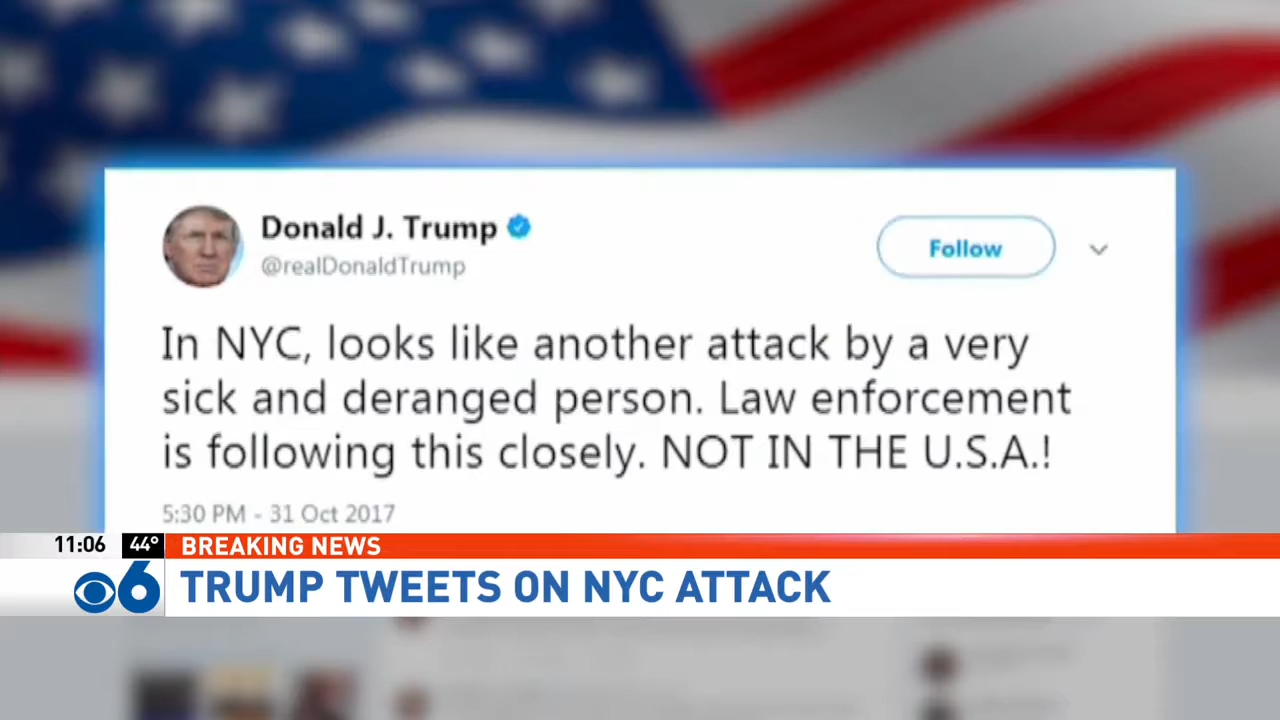 Donald J. Trump
@realDonaldTrump
Follow
In NYC, looks like another attack by a very
sick and deranged person. Law enforcement
is following this closely. NOT IN THE U.S.A.!
5:30 PM - 31 Oct 2017
11:06 44° BREAKING NEWS
6 TRUMP TWEETS ON NYC ATTACK